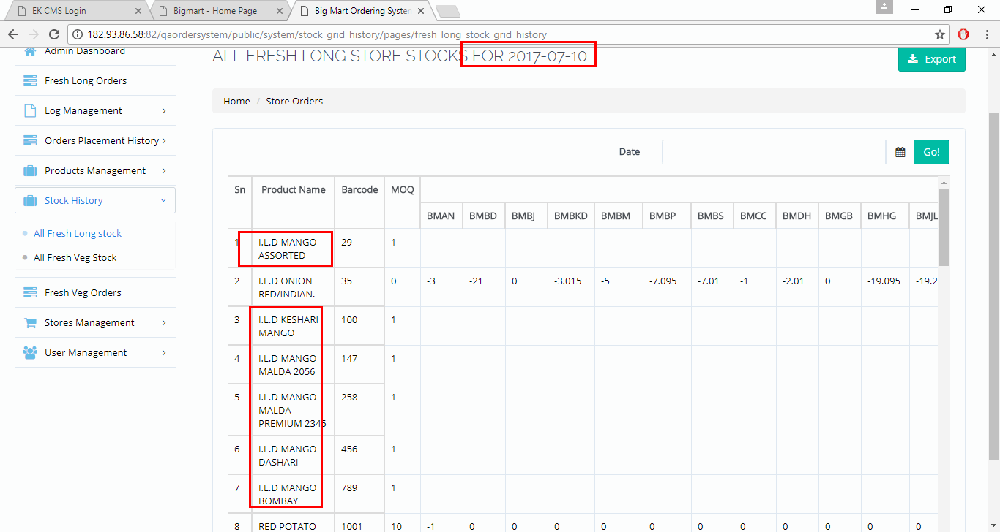 EK CMS Login
Bigmart - Home Page
Big Mart Ordering System
182.93.86.58:82/qaordersystem/public/system/stock_grid_history/pages/fresh_long_stock_grid_history
Admin Dashboard
Fresh Long Orders
Log Management
Orders Placement History
Products Management
Stock History
All Fresh Long stock
All Fresh Veg Stock
Fresh Veg Orders
Stores Management
User Management
ALL FRESH LONG STORE STOCKS FOR 2017-07-10
Export
Home / Store Orders
Date
Go!
Sn Product Name Barcode MOQ
BMAN BMBD BMBJ BMBKD BMBM BMBP BMBS BMCC BMDH BMGB BMHG BMJL
1 I.L.D MANGO 29 1
ASSORTED
2 I.L.D ONION 35 0 -3 -21 0 -3.015 -5 -7.095 -7.01 -1 -2.01 0 -19.095 -19.2
RED/INDIAN.
3 I.L.D KESHARI 100 1
MANGO
4 I.L.D MANGO 147 1
MALDA 2056
5 I.L.D MANGO 258 1
MALDA
PREMIUM 2345
6 I.L.D MANGO 456 1
DASHARI
7 I.L.D MANGO 789 1
BOMBAY
8 RED POTATO 1001 10 -1 0 0 0 0 0 0 0 0 0 0 0